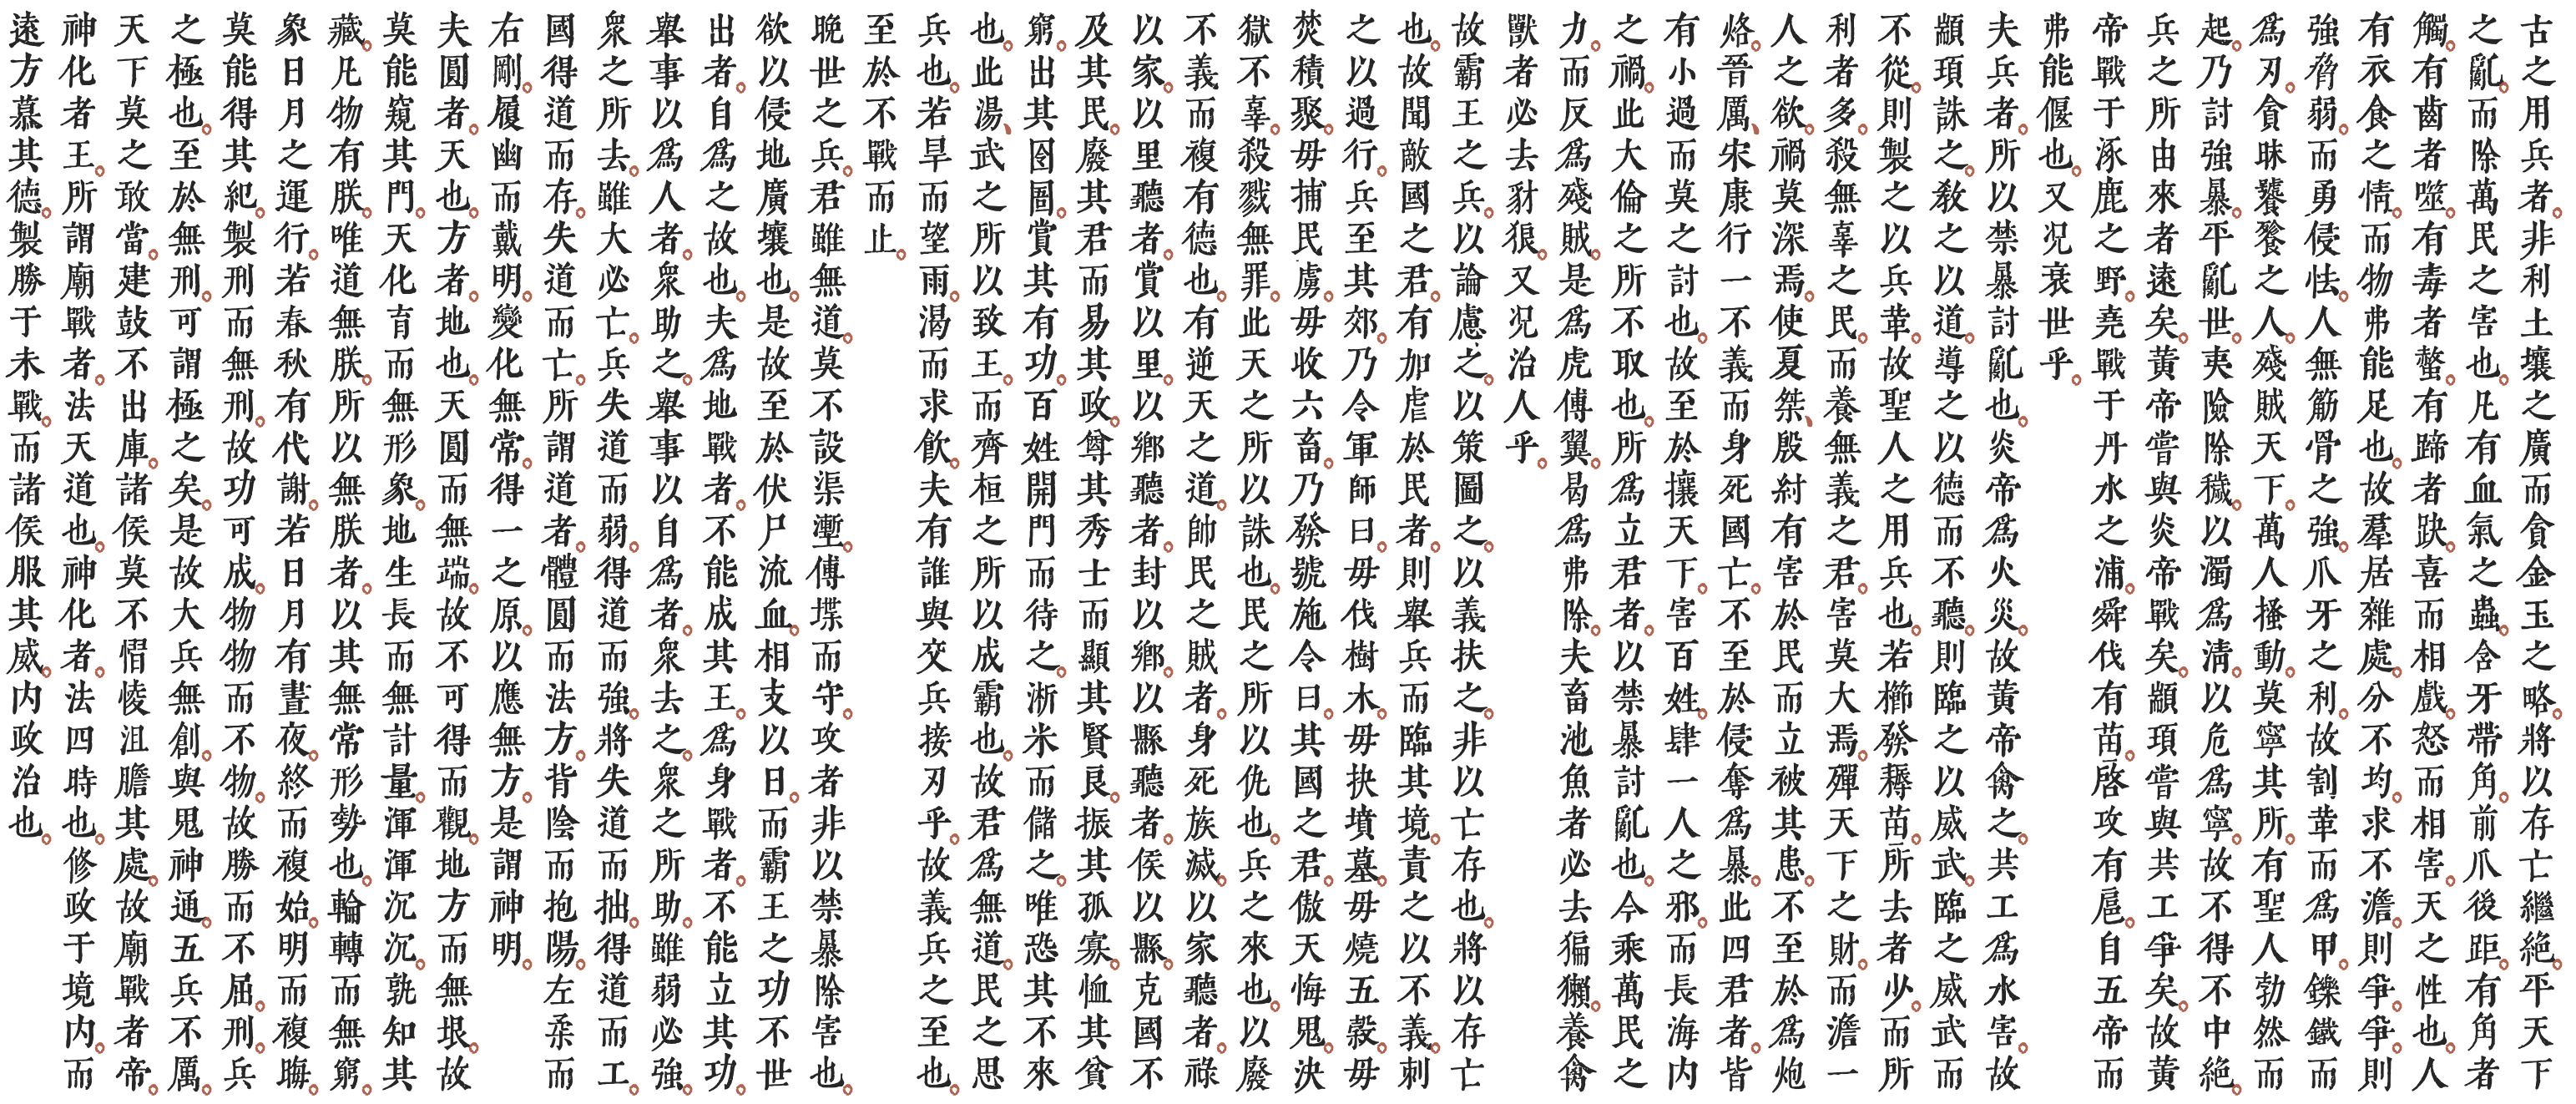 古之用兵者。非利土壤之廣而貪金玉之略。將以存亡繼絕。平天下
之亂。而除萬民之害也。凡有血氣之蟲。含牙帶角。前爪後距。有角者
觸。有齒者噬。有毒者螫。有蹄者趹。喜而相戲。怒而相害。天之性也。人
有衣食之情。而物弗能足也。故羣居雜處。分不均。求不澹。則爭。爭則
強脅弱。而勇侵怯。人無筋骨之強。爪牙之利。故割革而爲甲。鑠鐵而
爲刃。貪昧饕餮之人。殘賊天下。萬人搔動。莫寧其所。有聖人勃然而
起。乃討強暴。平亂世。夷險除穢。以濁爲清。以危爲寧。故不得不中絕。
兵之所由來者遠矣。黃帝嘗與炎帝戰矣。顓頊嘗與共工爭矣。故黃
帝戰于涿鹿之野。堯戰于丹水之浦。舜伐有苗。啓攻有扈。自五帝而
弗能偃也。又況衰世乎。
夫兵者。所以禁暴討亂也。炎帝爲火災。故黃帝禽之。共工爲水害。故
顓頊誅之。教之以道。導之以德而不聽。則臨之以威武。臨之威武而
不從。則製之以兵革。故聖人之用兵也。若櫛發耨苗。所去者少。而所
利者多。殺無辜之民。而養無義之君。害莫大焉。殫天下之財。而澹一
人之欲。禍莫深焉。使夏桀、殷紂有害於民而立被其患。不至於爲炮
烙。晉厲、宋康行一不義而身死國亡。不至於侵奪爲暴。此四君者。皆
有小過而莫之討也。故至於攘天下。害百姓。肆一人之邪。而長海内
之禍。此大倫之所不取也。所爲立君者。以禁暴討亂也。今乘萬民之
力。而反爲殘賊。是爲虎傅翼。曷爲弗除。夫畜池魚者必去猵獺。養禽
獸者必去豺狼。又況治人乎。
故霸王之兵。以論慮之。以策圖之。以義扶之。非以亡存也。將以存亡
也。故聞敵國之君。有加虐於民者。則舉兵而臨其境。責之以不義。刺
之以過行。兵至其郊。乃令軍師曰。毋伐樹木。毋抉墳墓。毋燒五穀。毋
焚積聚。毋捕民虜。毋收六畜。乃發號施令曰。其國之君。傲天悔鬼。決
獄不辜。殺戮無罪。此天之所以誅也。民之所以仇也。兵之來也。以廢
不義而複有德也。有逆天之道。帥民之賊者。身死族滅。以家聽者。祿
以家。以里聽者。賞以里。以鄉聽者。封以鄉。以縣聽者。侯以縣。克國不
及其民。廢其君而易其政。尊其秀士而顯其賢良。振其孤寡。恤其貧
窮。出其囹圄。賞其有功。百姓開門而待之。淅米而儲之。唯恐其不來
也。此湯、武之所以致王。而齊桓之所以成霸也。故君爲無道。民之思
兵也。若旱而望雨。渴而求飲。夫有誰與交兵接刃乎。故義兵之至也。
至於不戰而止。
晚世之兵。君雖無道。莫不設渠塹。傅堞而守。攻者非以禁暴除害也。
欲以侵地廣壤也。是故至於伏尸流血。相支以日。而霸王之功不世
出者。自爲之故也。夫爲地戰者。不能成其王。爲身戰者。不能立其功。
舉事以爲人者。衆助之。舉事以自爲者。衆去之。衆之所助。雖弱必強。
衆之所去。雖大必亡。兵失道而弱。得道而強。將失道而拙。得道而工。
國得道而存。失道而亡。所謂道者。體圓而法方。背陰而抱陽。左柔而
右剛。履幽而戴明。變化無常。得一之原。以應無方。是謂神明。
夫圓者。天也。方者。地也。天圓而無端。故不可得而觀。地方而無垠。故
莫能窺其門。天化育而無形象。地生長而無計量。渾渾沉沉。孰知其
藏。凡物有朕。唯道無朕。所以無朕者。以其無常形勢也。輪轉而無窮。
象日月之運行。若春秋有代謝。若日月有晝夜。終而複始。明而複晦。
莫能得其紀。製刑而無刑。故功可成。物物而不物。故勝而不屈。刑。兵
之極也。至於無刑。可謂極之矣。是故大兵無創。與鬼神通。五兵不厲。
天下莫之敢當。建鼓不出庫。諸侯莫不慴㥄沮膽其處。故廟戰者帝。
神化者王。所謂廟戰者。法天道也。神化者。法四時也。修政于境内。而
遠方慕其德。製勝于未戰。而諸侯服其威。内政治也。